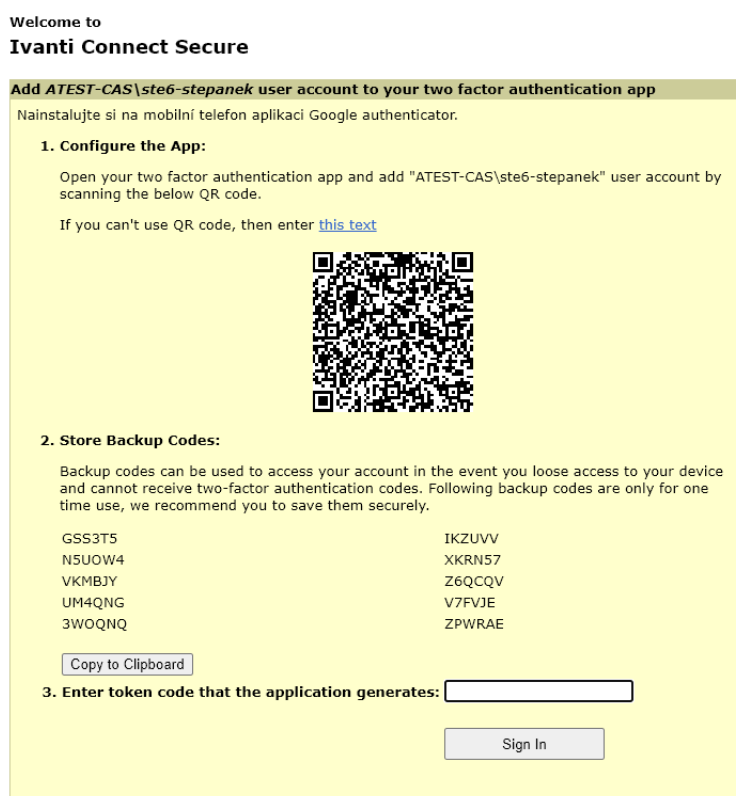 Welcome to
Ivanti Connect Secure
Add ATEST-CAS\ste6-stepanek user account to your two factor authentication app
Nainstalujte si na mobilní telefon aplikaci Google authenticator.
1. Configure the App:
Open your two factor authentication app and add "ATEST-CAS\ste6-stepanek" user account by
scanning the below QR code.
If you can't use QR code, then enter this text
2. Store Backup Codes:
Backup codes can be used to access your account in the event you loose access to your device
and cannot receive two-factor authentication codes. Following backup codes are only for one
time use, we recommend you to save them securely.
GSS3T5 IKZUVV
N5UOW4 XKRN57
VKMBJY Z6QCQV
UM4QNG V7FVJE
3WOQNQ ZPWRAE
Copy to Clipboard
3. Enter token code that the application generates:
Sign In